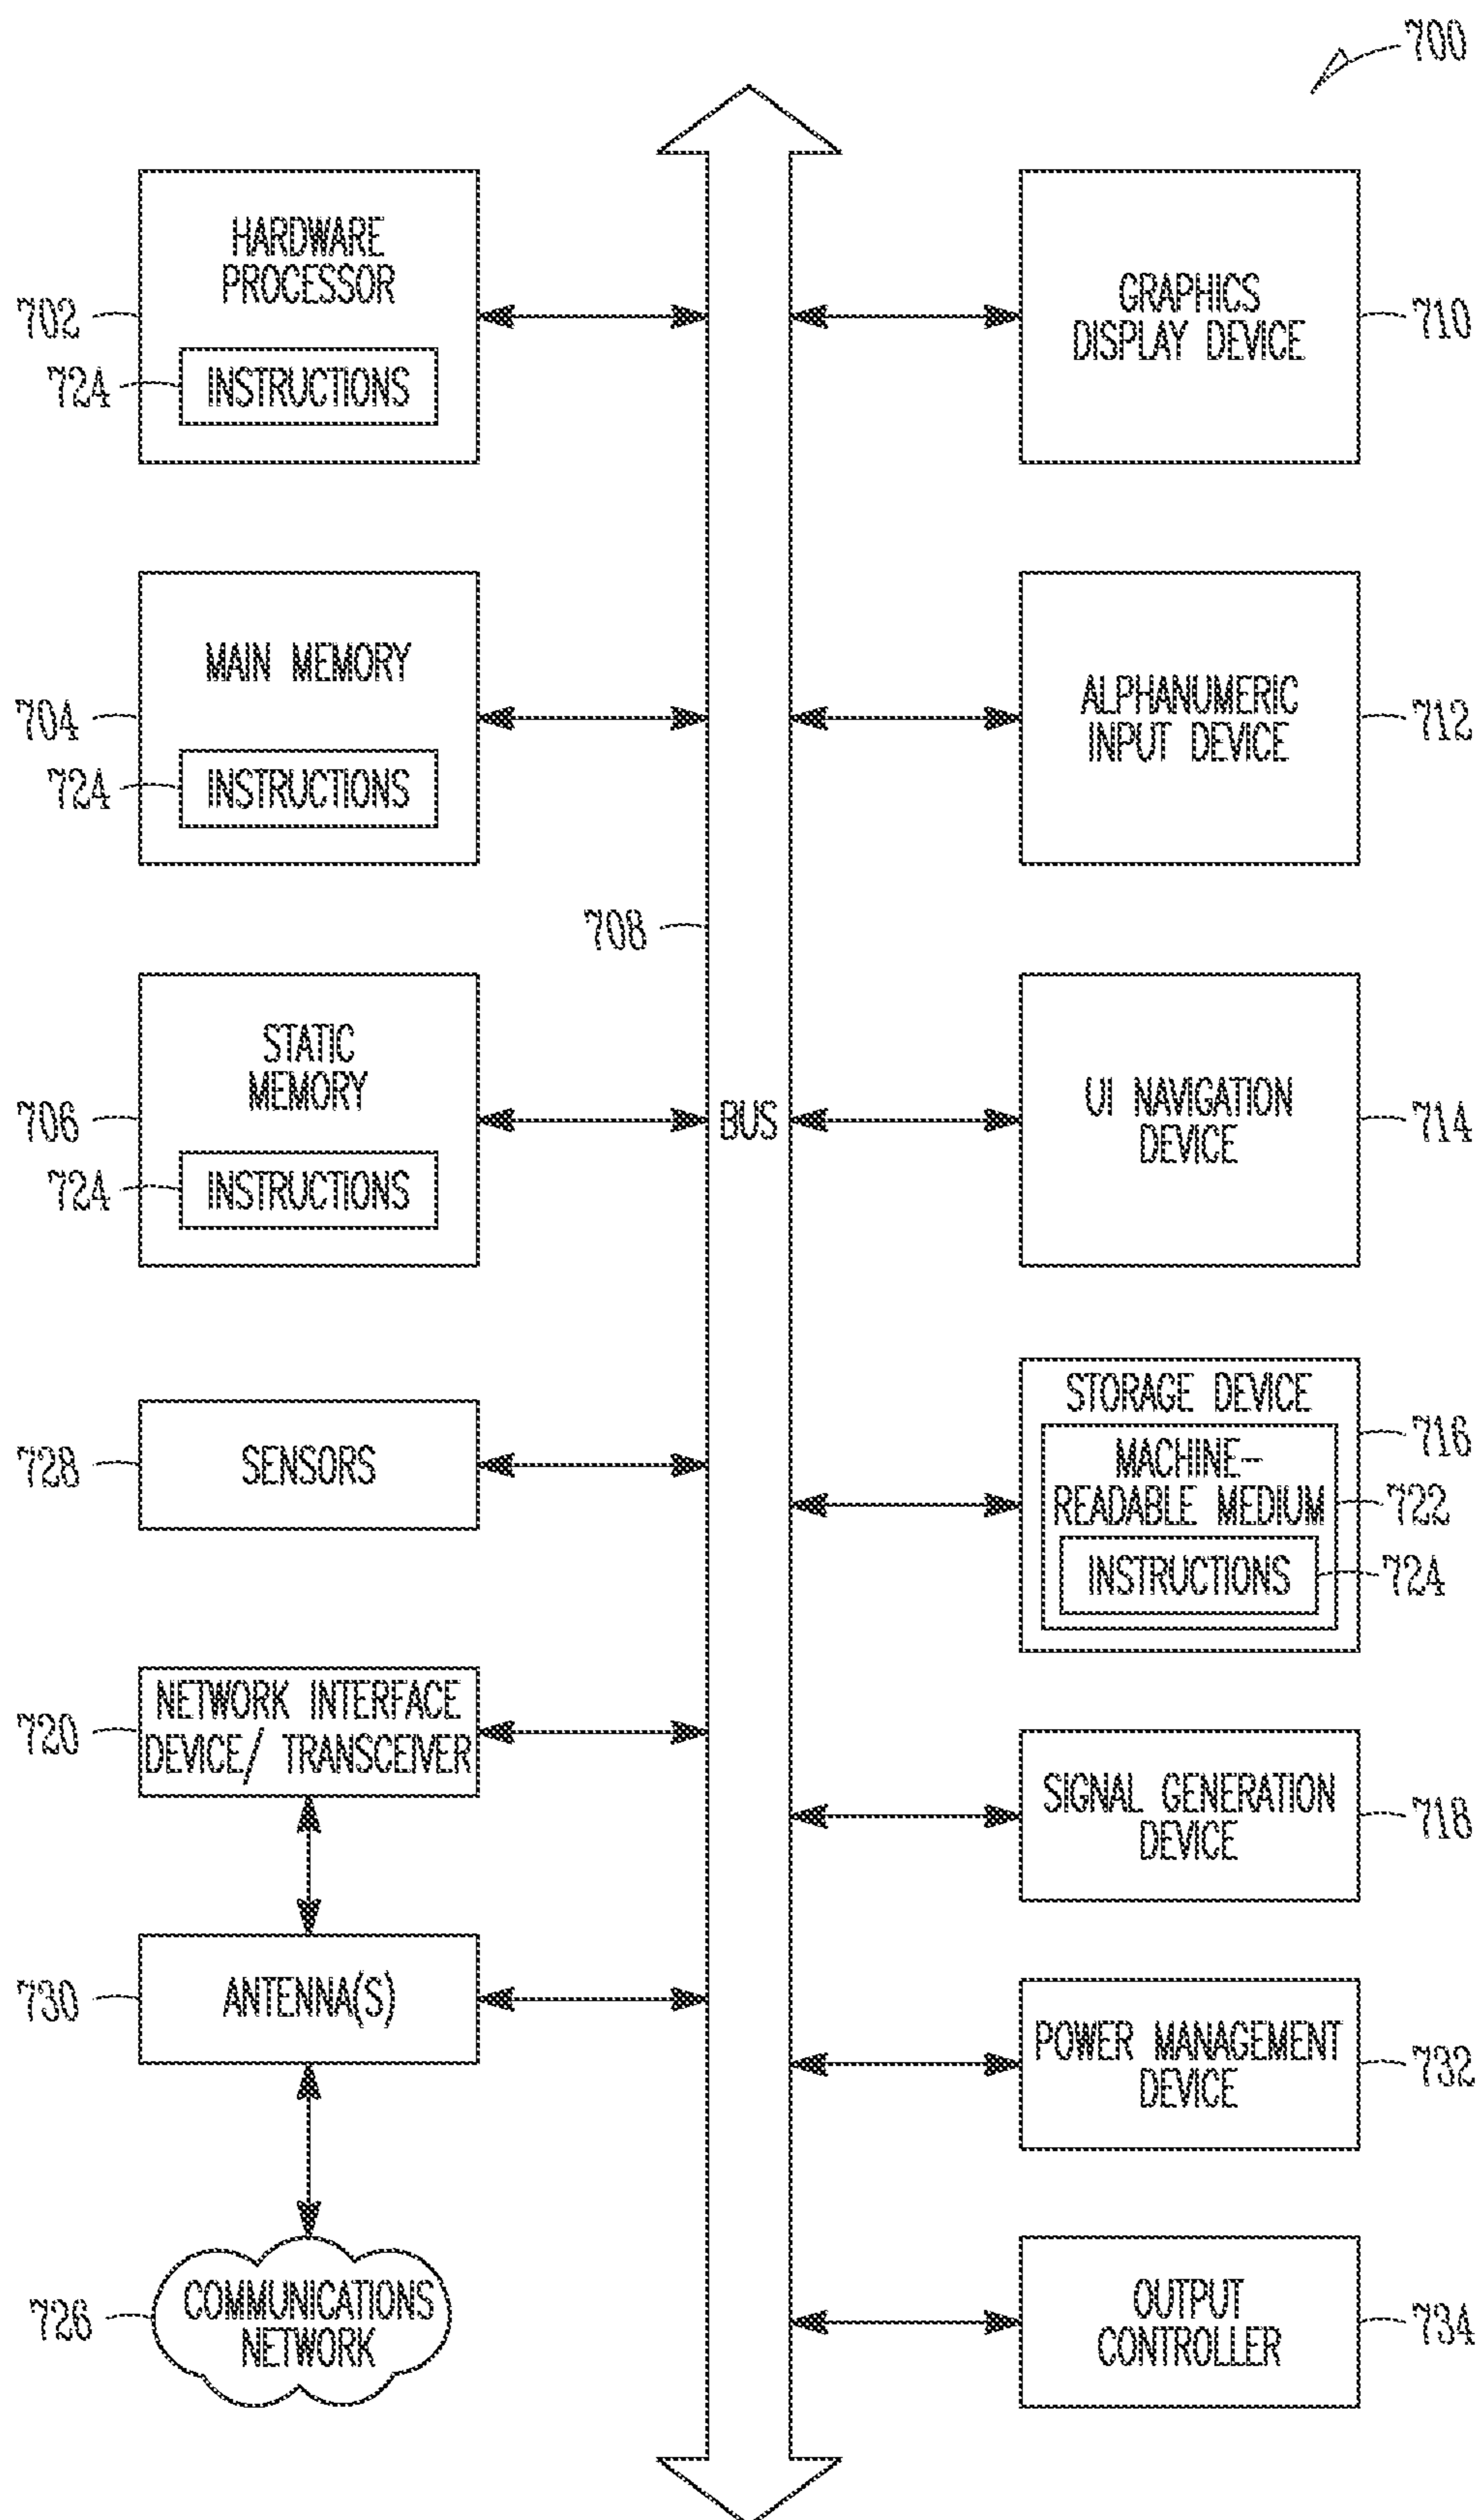 700
HARDWARE
PROCESSOR
702
724
INSTRUCTIONS
GRAPHICS
DISPLAY DEVICE
710
MAIN MEMORY
704
724
INSTRUCTIONS
ALPHANUMERIC
INPUT DEVICE
712
708
STATIC
MEMORY
706
724
INSTRUCTIONS
BUS
UI NAVIGATION
DEVICE
714
728
SENSORS
STORAGE DEVICE
716
MACHINE-
READABLE MEDIUM
722
INSTRUCTIONS
724
NETWORK INTERFACE
DEVICE/ TRANSCEIVER
720
SIGNAL GENERATION
DEVICE
718
730
ANTENNA(S)
POWER MANAGEMENT
DEVICE
732
726
COMMUNICATIONS
NETWORK
OUTPUT
CONTROLLER
734